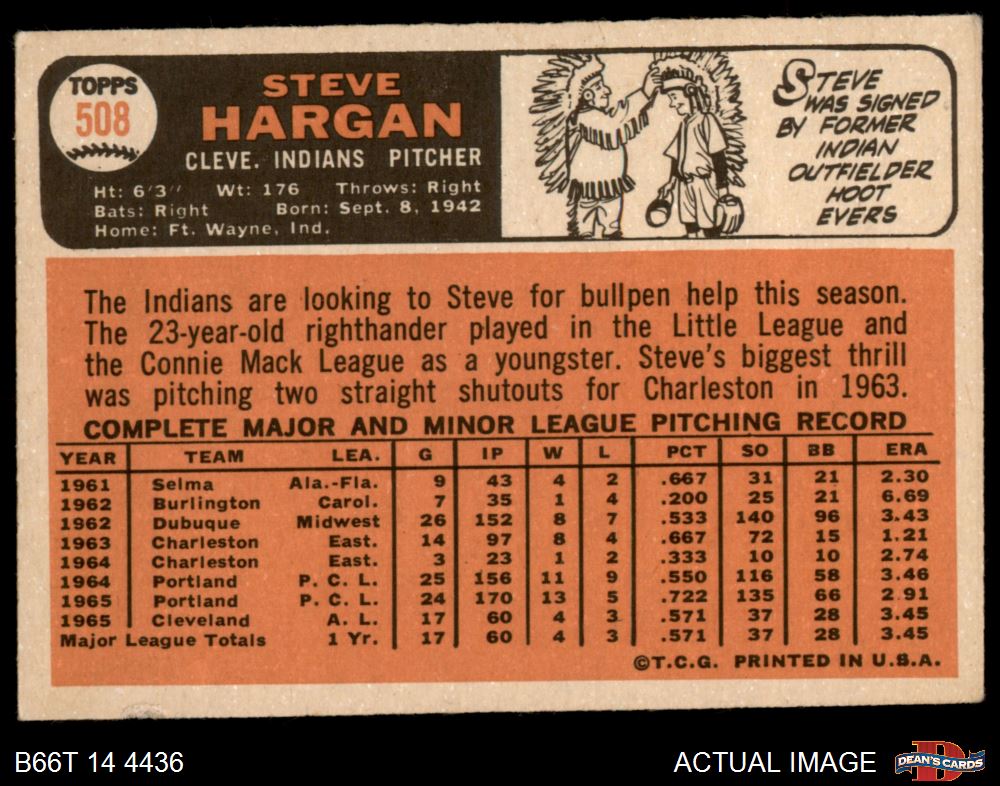 TOPPS
508
STEVE
HARGAN
CLEVE. INDIANS PITCHER
Ht: 6'3" Wt: 176 Throws: Right
Bats: Right Born: Sept. 8, 1942
Home: Ft. Wayne, Ind.
STEVE
WAS SIGNED
BY FORMER
INDIAN
OUTFIELDER
HOOT
EVERS
The Indians are looking to Steve for bullpen help this season.
The 23-year-old righthander played in the Little League and
the Connie Mack League as a youngster. Steve's biggest thrill
was pitching two straight shutouts for Charleston in 1963.
COMPLETE MAJOR AND MINOR LEAGUE PITCHING RECORD
YEAR TEAM LEA. G IP W L PCT SO BB ERA
1961 Selma Ala.-Fla. 9 43 4 2 .667 31 21 2.30
1962 Burlington Carol. 7 35 1 4 .200 25 21 6.69
1962 Dubuque Midwest 26 152 8 7 .533 140 96 3.43
1963 Charleston East. 14 97 8 4 .667 72 15 1.21
1964 Charleston East. 3 23 1 2 .333 10 10 2.74
1964 Portland P. C. L. 25 156 11 9 .550 116 58 3.46
1965 Portland P. C. L. 24 170 13 5 .722 135 66 2.91
1965 Cleveland A. L. 17 60 4 3 .571 37 28 3.45
Major League Totals 1 Yr. 17 60 4 3 .571 37 28 3.45
©T.C.G. PRINTED IN U.S.A.
B66T 14 4436 ACTUAL IMAGE
DEAN'S CARDS